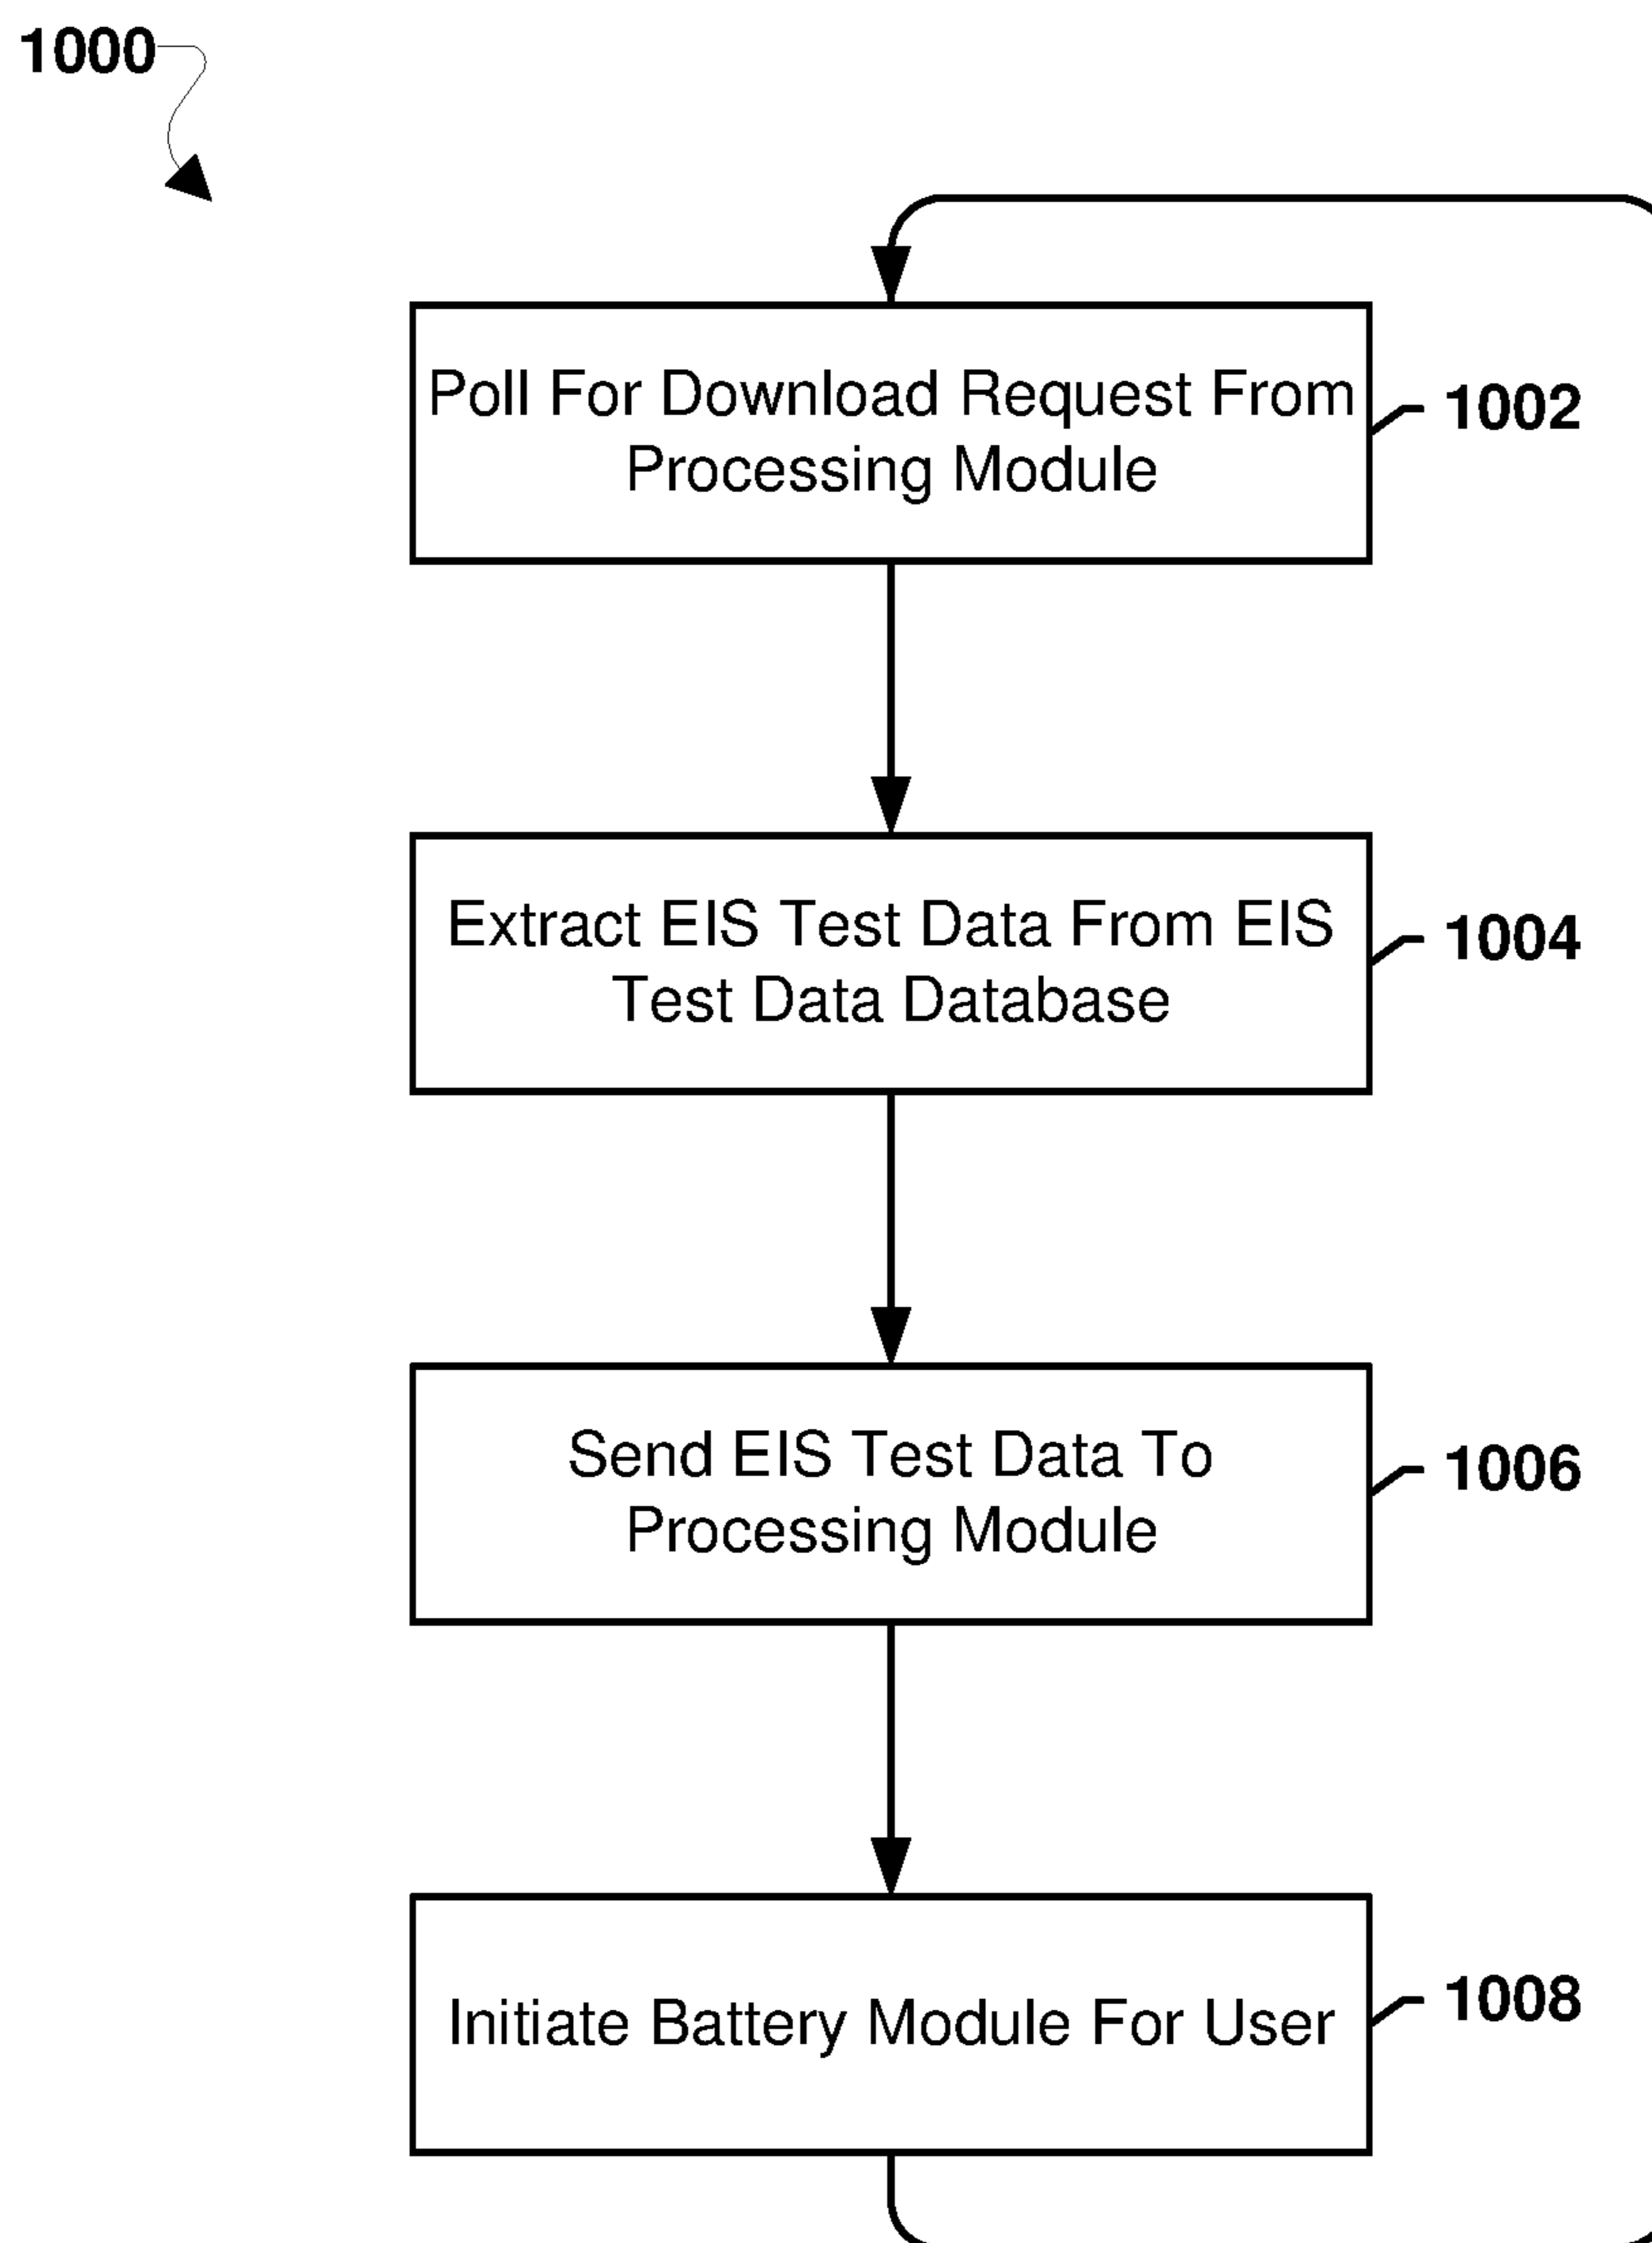 1000
Poll For Download Request From
Processing Module
1002
Extract EIS Test Data From EIS
Test Data Database
1004
Send EIS Test Data To
Processing Module
1006
Initiate Battery Module For User
1008